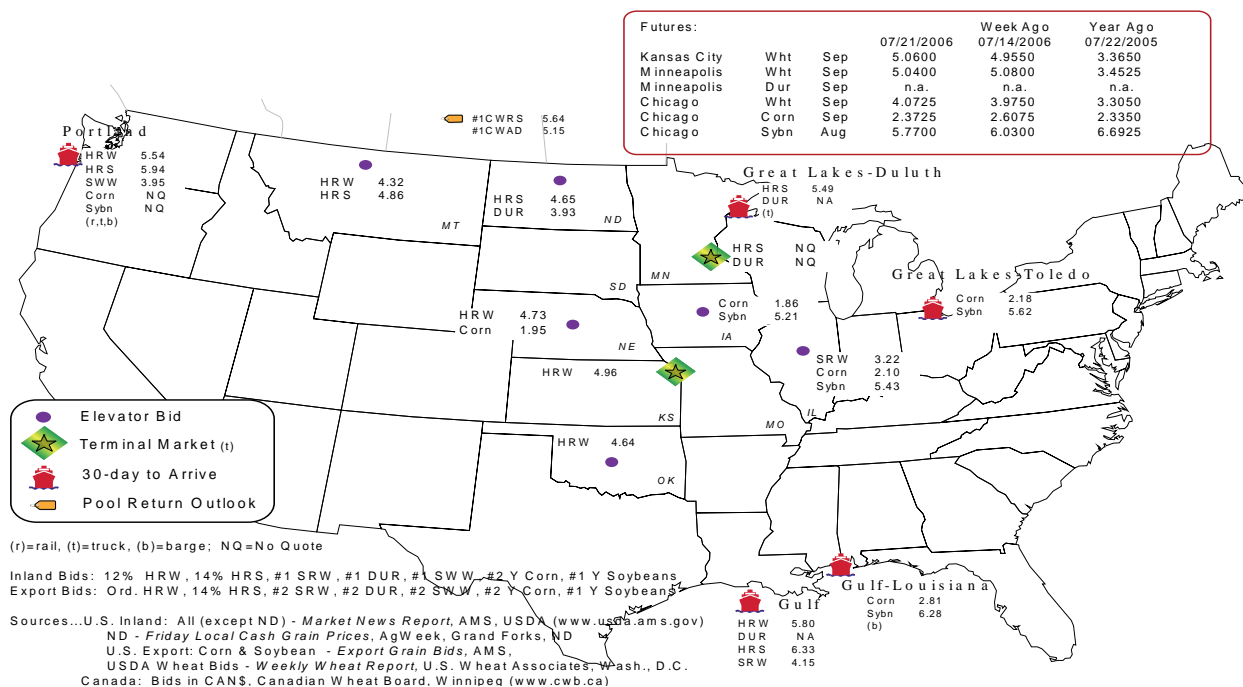 Futures: Week Ago Year Ago
07/21/2006 07/14/2006 07/22/2005
Kansas City Wht Sep 5.0600 4.9550 3.3650
Minneapolis Wht Sep 5.0400 5.0800 3.4525
Minneapolis Dur Sep n.a. n.a. n.a.
Chicago Wht Sep 4.0725 3.9750 3.3050
Chicago Corn Sep 2.3725 2.6075 2.3350
Chicago Sybn Aug 5.7700 6.0300 6.6925
#1CWRS 5.64
#1CWAD 5.15
Portland
HRW 5.54
HRS 5.94
SWW 3.95
Corn NQ
Sybn NQ
(r,t,b)
HRW 4.32
HRS 4.86
MT
HRS 4.65
DUR 3.93
ND
Great Lakes-Duluth
HRS 5.49
DUR NA
(t)
HRS NQ
DUR NQ
MN
SD
Great Lakes-Toledo
Corn 2.18
Sybn 5.62
HRW 4.73
Corn 1.95
NE
Corn 1.86
Sybn 5.21
IA
SRW 3.22
Corn 2.10
Sybn 5.43
IL
HRW 4.96
KS
MO
HRW 4.64
OK
Elevator Bid
Terminal Market (t)
30-day to Arrive
Pool Return Outlook
Gulf-Louisiana
Corn 2.81
Sybn 6.28
(b)
Gulf
HRW 5.80
DUR NA
HRS 6.33
SRW 4.15
(r)=rail, (t)=truck, (b)=barge; NQ=No Quote
Inland Bids: 12% HRW, 14% HRS, #1 SRW, #1 DUR, #1 SWW, #2 Y Corn, #1 Y Soybeans
Export Bids: Ord. HRW, 14% HRS, #2 SRW, #2 DUR, #2 SWW, #2 Y Corn, #1 Y Soybeans
Sources...U.S. Inland: All (except ND) - Market News Report, AMS, USDA (www.usda.ams.gov)
ND - Friday Local Cash Grain Prices, AgWeek, Grand Forks, ND
U.S. Export: Corn & Soybean - Export Grain Bids, AMS,
USDA Wheat Bids - Weekly Wheat Report, U.S. Wheat Associates, Wash., D.C.
Canada: Bids in CAN$, Canadian Wheat Board, Winnipeg (www.cwb.ca)